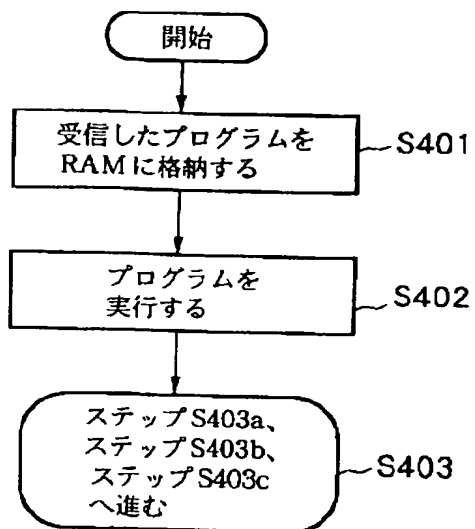 開始
受信したプログラムを
RAMに格納する
S401
プログラムを
実行する
S402
ステップS403a、
ステップS403b、
ステップS403c
へ進む
S403